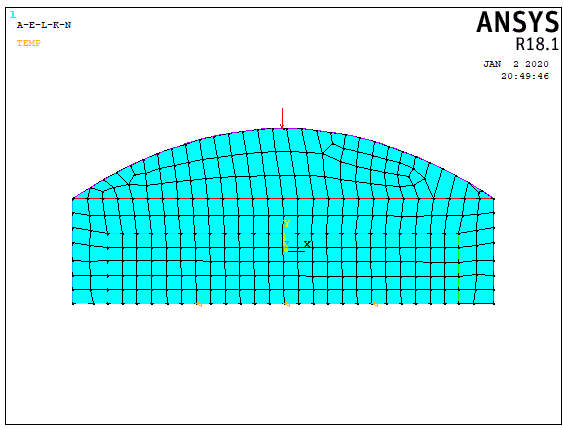 1
A-E-L-K-N
TEMP
ANSYS
R18.1
JAN 2 2020
20:49:46
X